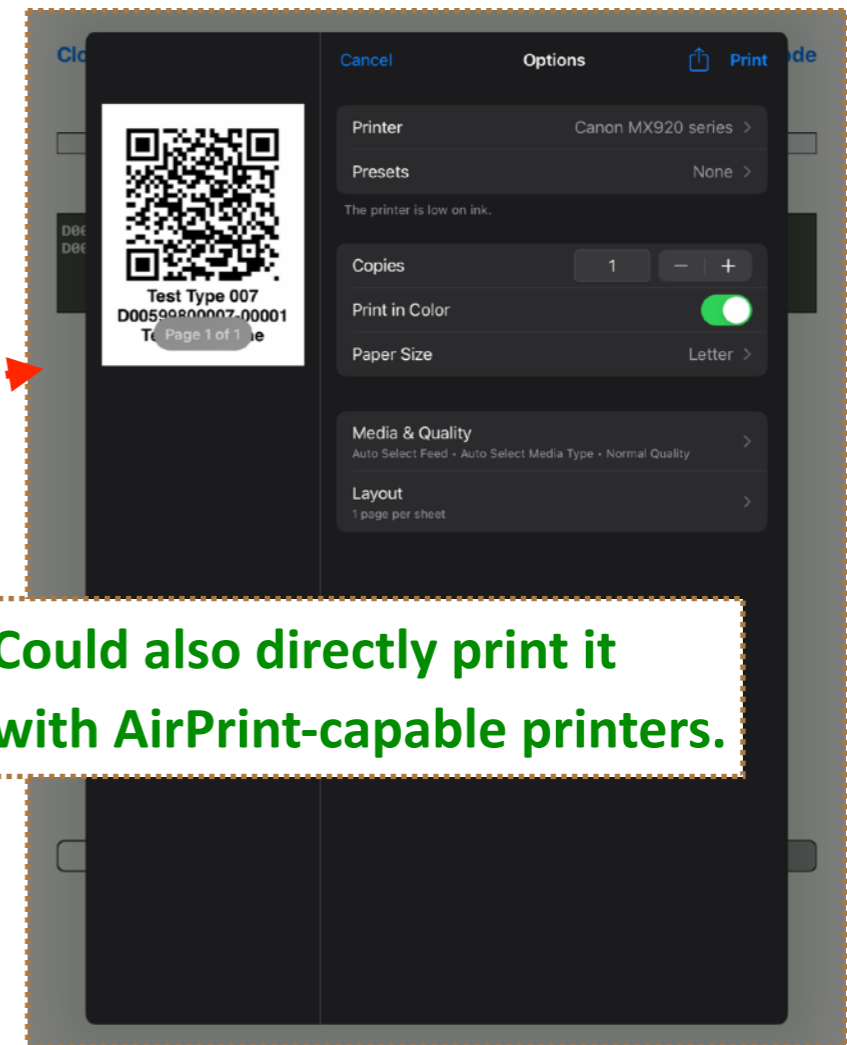 Cancel Options Print
Printer Canon MX920 series
Presets None
The printer is low on ink.
Copies 1 − +
Print in Color
Paper Size Letter
Media & Quality
Auto Select Feed • Auto Select Media Type • Normal Quality
Layout
1 page per sheet
Test Type 007
D00599800007-00001
Page 1 of 1
Could also directly print it
with AirPrint-capable printers.